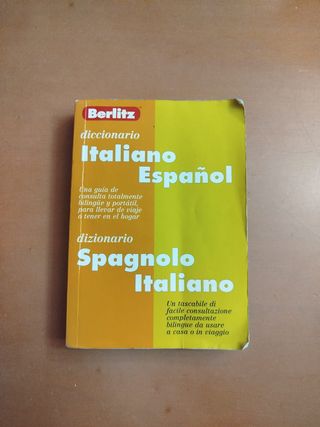 Berlitz
diccionario
Italiano
Español
Una guía de
consulta totalmente
bilingüe y portátil,
para llevar de viaje
o tener en el hogar
dizionario
Spagnolo
Italiano
Un tascabile di
facile consultazione
completamente
bilingue da usare
a casa o in viaggio